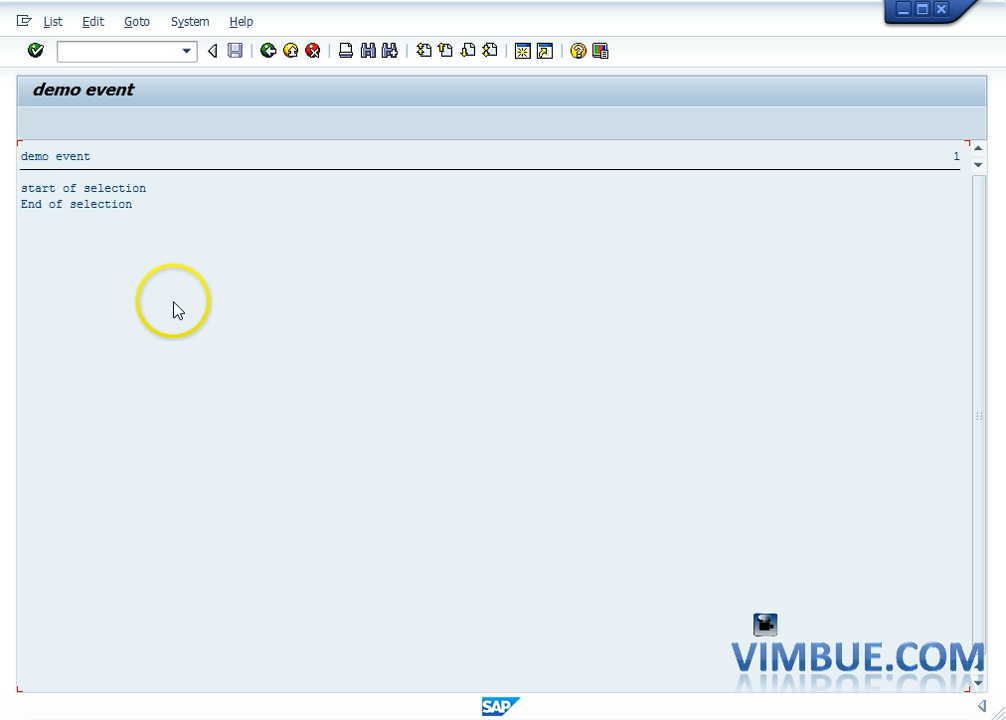 List Edit Goto System Help
demo event
demo event 1
start of selection
End of selection
VIMBUE.COM
SAP